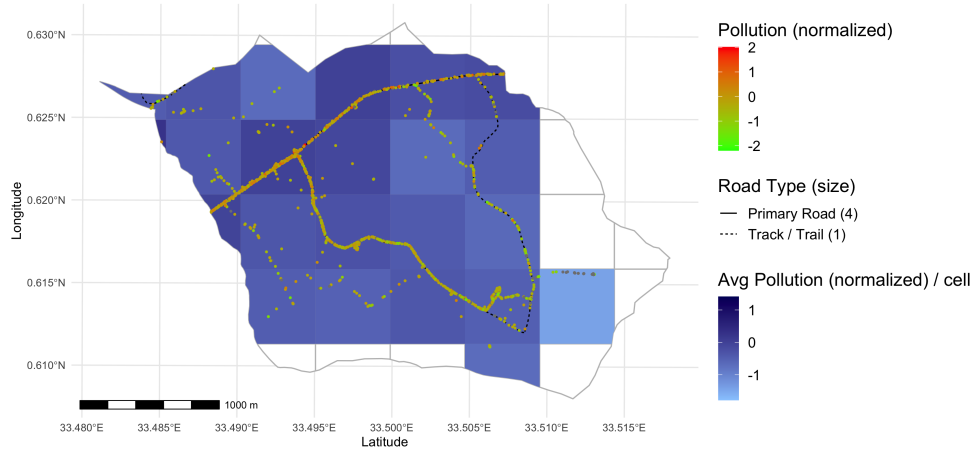 0.630°N
0.625°N
0.620°N
0.615°N
0.610°N
Longitude
33.480°E 33.485°E 33.490°E 33.495°E 33.500°E 33.505°E 33.510°E 33.515°E
Latitude
1000 m
Pollution (normalized)
2
1
0
-1
-2
Road Type (size)
Primary Road (4)
Track / Trail (1)
Avg Pollution (normalized) / cell
1
0
-1